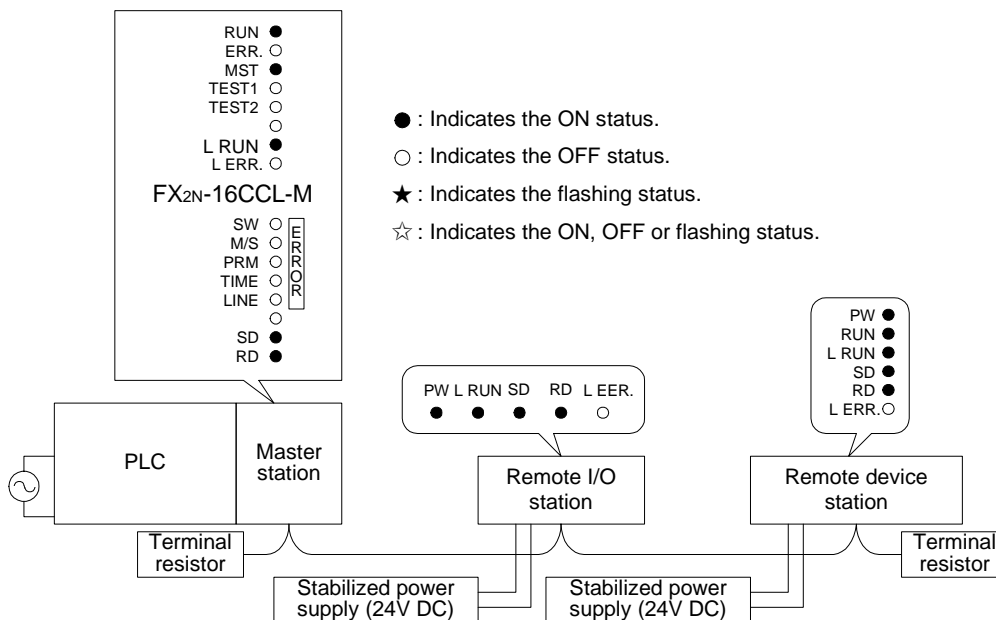 RUN
ERR.
MST
TEST1
TEST2
L RUN
L ERR.
FX2N-16CCL-M
SW
M/S
PRM
TIME
LINE
ERROR
SD
RD
● : Indicates the ON status.
○ : Indicates the OFF status.
★ : Indicates the flashing status.
☆ : Indicates the ON, OFF or flashing status.
PW L RUN SD RD L EER.
PW
RUN
L RUN
SD
RD
L ERR.
PLC
Master
station
Remote I/O
station
Remote device
station
Terminal
resistor
Terminal
resistor
Stabilized power
supply (24V DC)
Stabilized power
supply (24V DC)